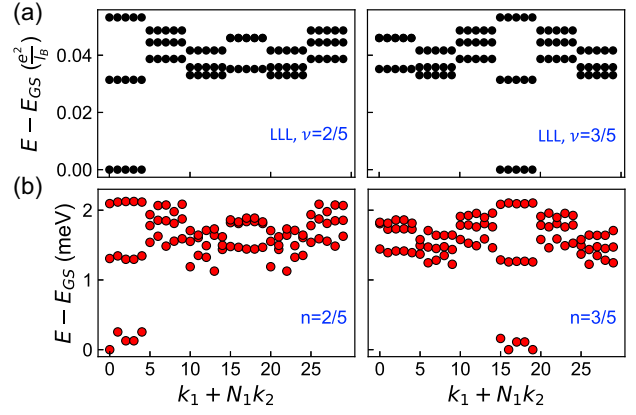 (a)
E − E_GS (e²/l_B)
0.04
0.00
LLL, ν=2/5
LLL, ν=3/5
(b)
E − E_GS (meV)
2
1
0
n=2/5
n=3/5
0 5 10 15 20 25
0 5 10 15 20 25
k₁ + N₁k₂
k₁ + N₁k₂